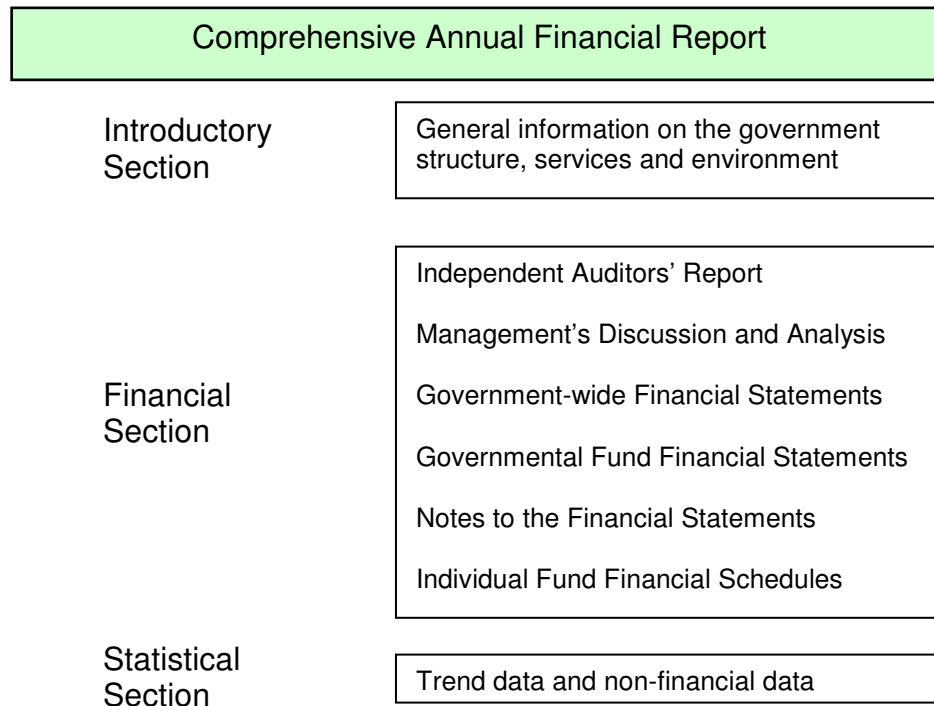 Comprehensive Annual Financial Report
Introductory
Section
General information on the government
structure, services and environment
Financial
Section
Independent Auditors’ Report
Management’s Discussion and Analysis
Government-wide Financial Statements
Governmental Fund Financial Statements
Notes to the Financial Statements
Individual Fund Financial Schedules
Statistical
Section
Trend data and non-financial data